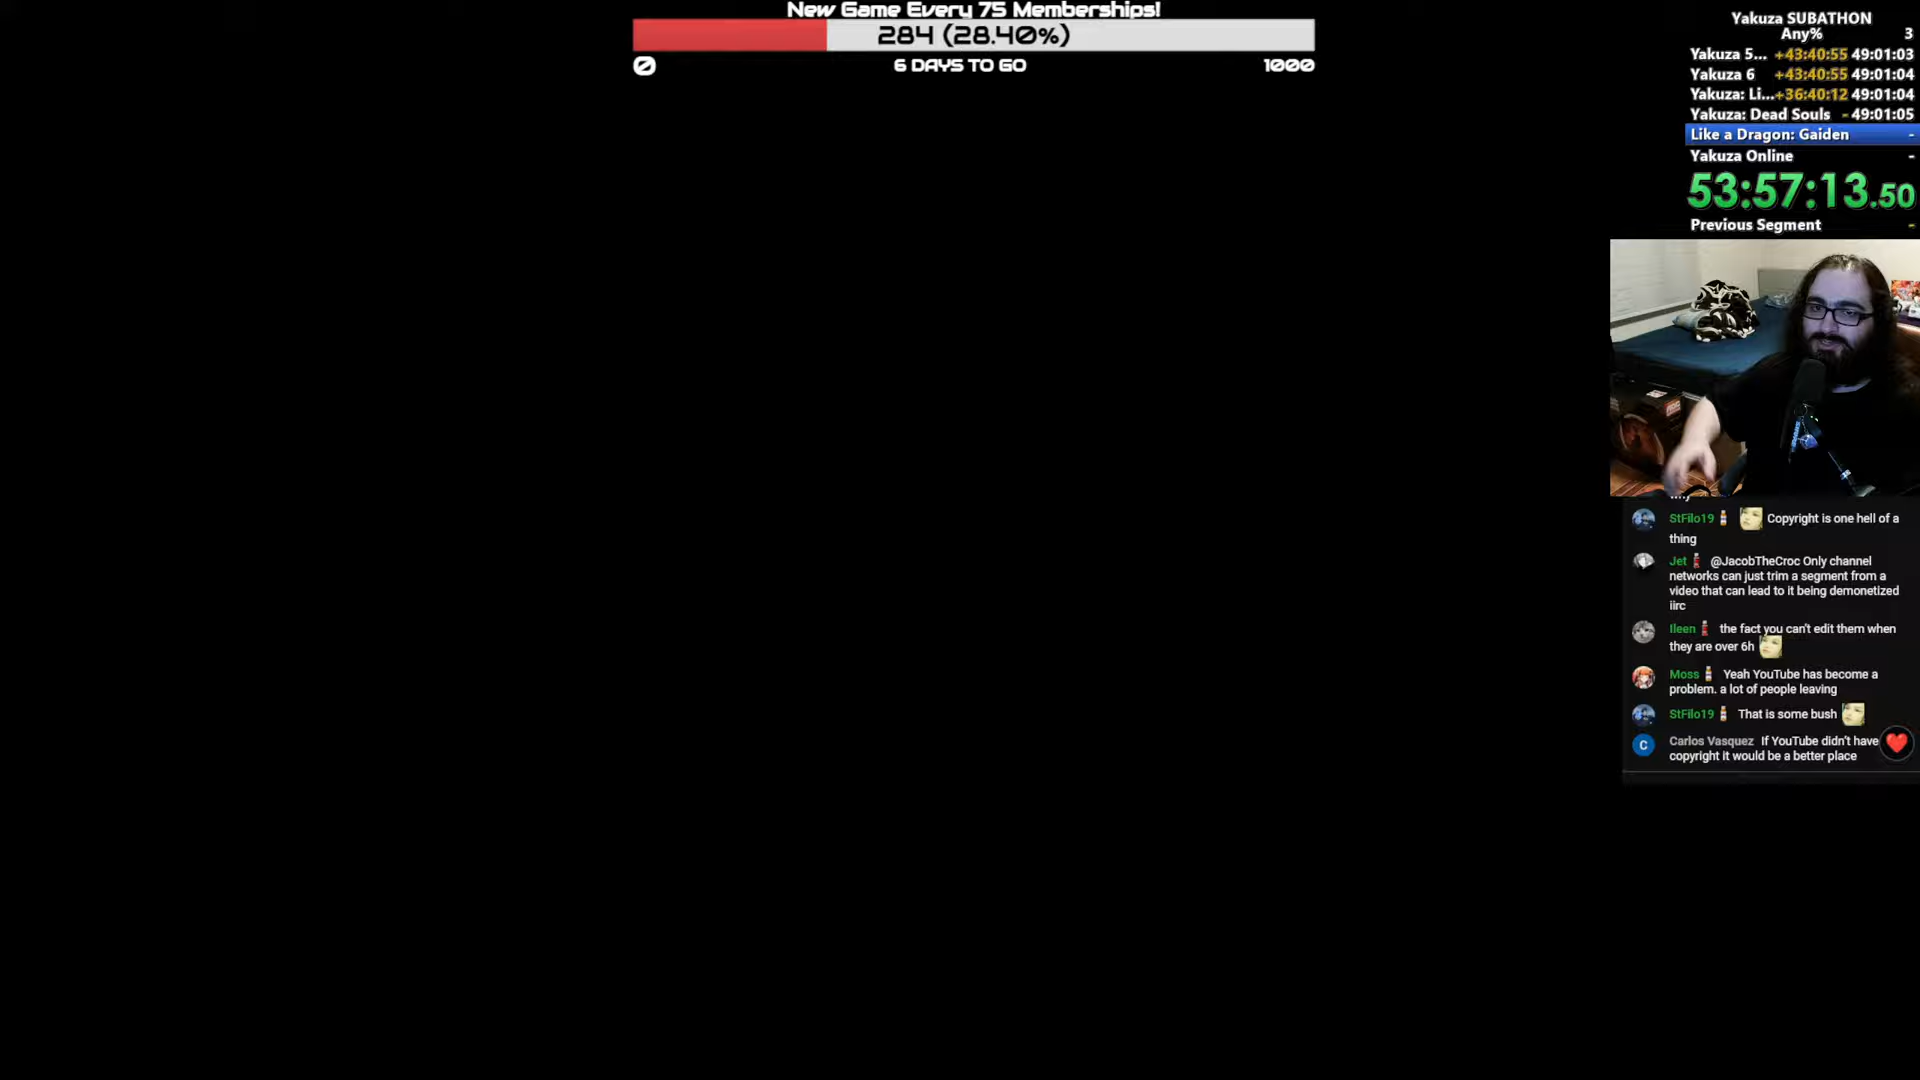 New Game Every 75 Memberships!
284 (28.40%)
0
6 DAYS TO GO
1000
Yakuza SUBATHON
Any%
3
Yakuza 5... +43:40:55 49:01:03
Yakuza 6 +43:40:55 49:01:04
Yakuza: Li...+36:40:12 49:01:04
Yakuza: Dead Souls - 49:01:05
Like a Dragon: Gaiden -
Yakuza Online -
53:57:13.50
Previous Segment -
StFilo19 Copyright is one hell of a
thing
Jet @JacobTheCroc Only channel
networks can just trim a segment from a
video that can lead to it being demonetized
iirc
Ileen the fact you can't edit them when
they are over 6h
Moss Yeah YouTube has become a
problem. a lot of people leaving
StFilo19 That is some bush
C
Carlos Vasquez If YouTube didn't have
copyright it would be a better place